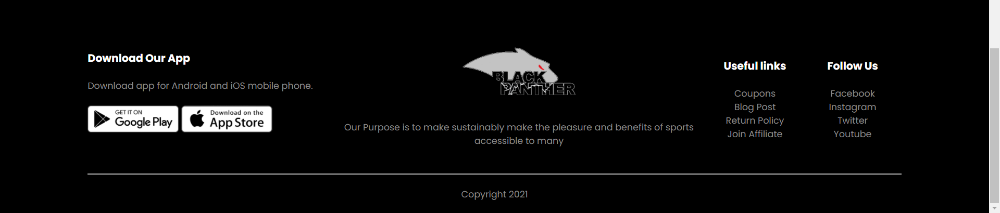 Download Our App
Download app for Android and iOS mobile phone.
GET IT ON
Google Play
Download on the
App Store
BLACK
PANTHER
Our Purpose is to make sustainably make the pleasure and benefits of sports
accessible to many
Useful links
Coupons
Blog Post
Return Policy
Join Affiliate
Follow Us
Facebook
Instagram
Twitter
Youtube
Copyright 2021